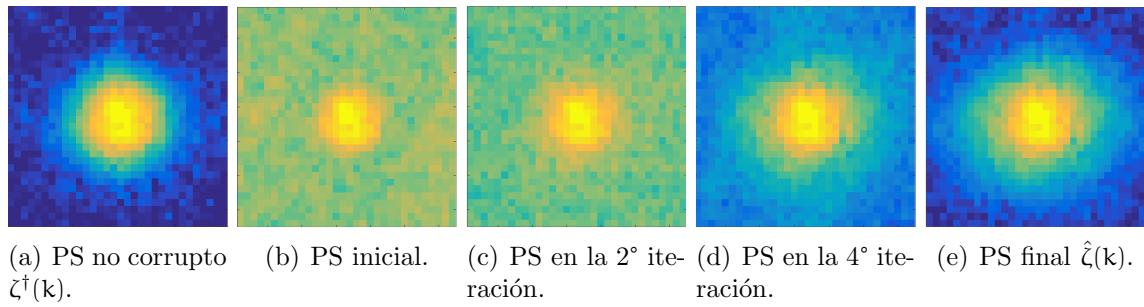 (a) PS no corrupto
ζ†(k).
(b) PS inicial.
(c) PS en la 2° ite-
ración.
(d) PS en la 4° ite-
ración.
(e) PS final ζ̂(k).